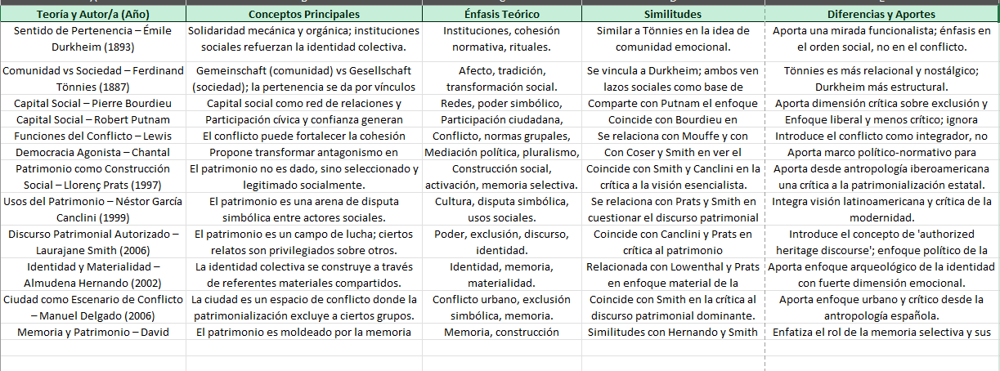 Teoría y Autor/a (Año) Conceptos Principales Énfasis Teórico Similitudes Diferencias y Aportes
Sentido de Pertenencia – Émile Solidaridad mecánica y orgánica; instituciones Instituciones, cohesión Similar a Tönnies en la idea de Aporta una mirada funcionalista; énfasis en
Durkheim (1893) sociales refuerzan la identidad colectiva. normativa, rituales. comunidad emocional. el orden social, no en el conflicto.
Comunidad vs Sociedad – Ferdinand Gemeinschaft (comunidad) vs Gesellschaft Afecto, tradición, Se vincula a Durkheim; ambos ven Tönnies es más relacional y nostálgico;
Tönnies (1887) (sociedad); la pertenencia se da por vínculos transformación social. lazos sociales como base de Durkheim más estructural.
Capital Social – Pierre Bourdieu Capital social como red de relaciones y Redes, poder simbólico, Comparte con Putnam el enfoque Aporta dimensión crítica sobre exclusión y
Capital Social – Robert Putnam Participación cívica y confianza generan Participación ciudadana, Coincide con Bourdieu en Enfoque liberal y menos crítico; ignora
Funciones del Conflicto – Lewis El conflicto puede fortalecer la cohesión Conflicto, normas grupales, Se relaciona con Mouffe y con Introduce el conflicto como integrador, no
Democracia Agonista – Chantal Propone transformar antagonismo en Mediación política, pluralismo, Con Coser y Smith en ver el Aporta marco político-normativo para
Patrimonio como Construcción El patrimonio no es dado, sino seleccionado y Construcción social, Coincide con Smith y Canclini en la Aporta desde antropología iberoamericana
Social – Llorenç Prats (1997) legitimado socialmente. activación, memoria selectiva. crítica a la visión esencialista. una crítica a la patrimonialización estatal.
Usos del Patrimonio – Néstor García El patrimonio es una arena de disputa Cultura, disputa simbólica, Se relaciona con Prats y Smith en Integra visión latinoamericana y crítica de la
Canclini (1999) simbólica entre actores sociales. usos sociales. cuestionar el discurso patrimonial modernidad.
Discurso Patrimonial Autorizado – El patrimonio es un campo de lucha; ciertos Poder, exclusión, discurso, Coincide con Canclini y Prats en Introduce el concepto de 'authorized
Laurajane Smith (2006) relatos son privilegiados sobre otros. identidad. crítica al patrimonio heritage discourse'; enfoque político de la
Identidad y Materialidad – La identidad colectiva se construye a través Identidad, memoria, Relacionada con Lowenthal y Prats Aporta enfoque arqueológico de la identidad
Almudena Hernando (2002) de referentes materiales compartidos. materialidad. en enfoque material de la con fuerte dimensión emocional.
Ciudad como Escenario de Conflicto La ciudad es un espacio de conflicto donde la Conflicto urbano, exclusión Coincide con Smith en la crítica al Aporta enfoque urbano y crítico desde la
– Manuel Delgado (2006) patrimonialización excluye a ciertos grupos. simbólica, memoria. discurso patrimonial dominante. antropología española.
Memoria y Patrimonio – David El patrimonio es moldeado por la memoria Memoria, construcción Similitudes con Hernando y Smith Enfatiza el rol de la memoria selectiva y sus